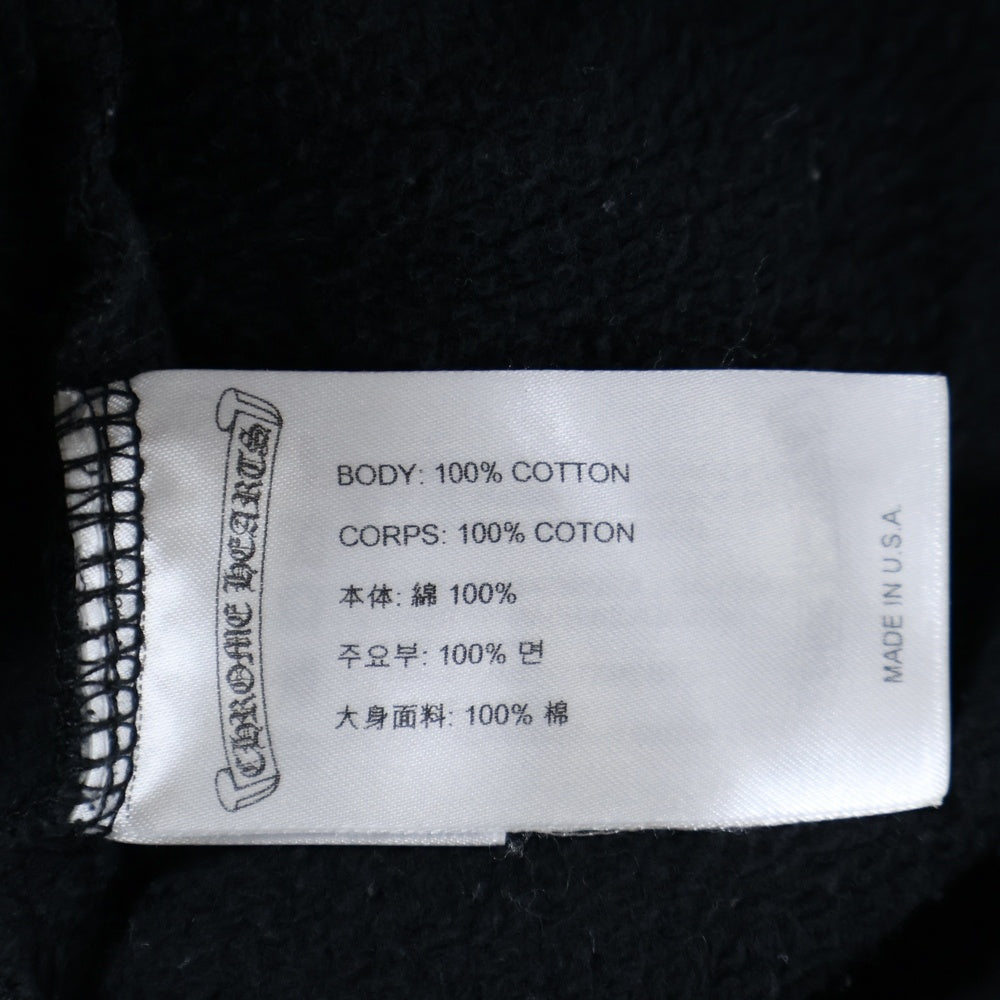 CHROME HEARTS
BODY: 100% COTTON
CORPS: 100% COTON
本体: 綿 100%
주요부: 100% 면
大身面料: 100% 棉
MADE IN U.S.A.